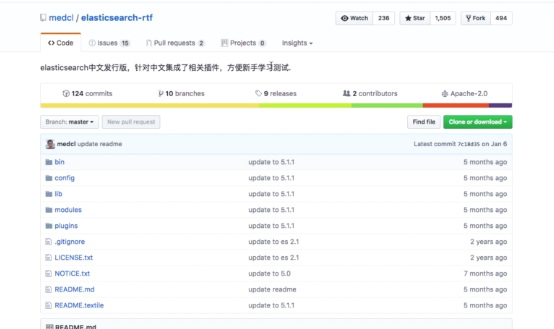 medcl / elasticsearch-rtf
Watch 236 Star 1,505 Fork 494
Code Issues 15 Pull requests 2 Projects 0 Insights
elasticsearch中文发行版，针对中文集成了相关插件，方便新手学习测试.
124 commits 10 branches 9 releases 2 contributors Apache-2.0
Branch: master New pull request Find file Clone or download
medcl update readme Latest commit 7c18d35 on Jan 6
bin update to 5.1.1 5 months ago
config update to 5.1.1 5 months ago
lib update to 5.1.1 5 months ago
modules update to 5.1.1 5 months ago
plugins update to 5.1.1 5 months ago
.gitignore update to es 2.1 2 years ago
LICENSE.txt update to es 2.1 2 years ago
NOTICE.txt update to 5.0 7 months ago
README.md update readme 5 months ago
README.textile update to 5.1.1 5 months ago
README.md